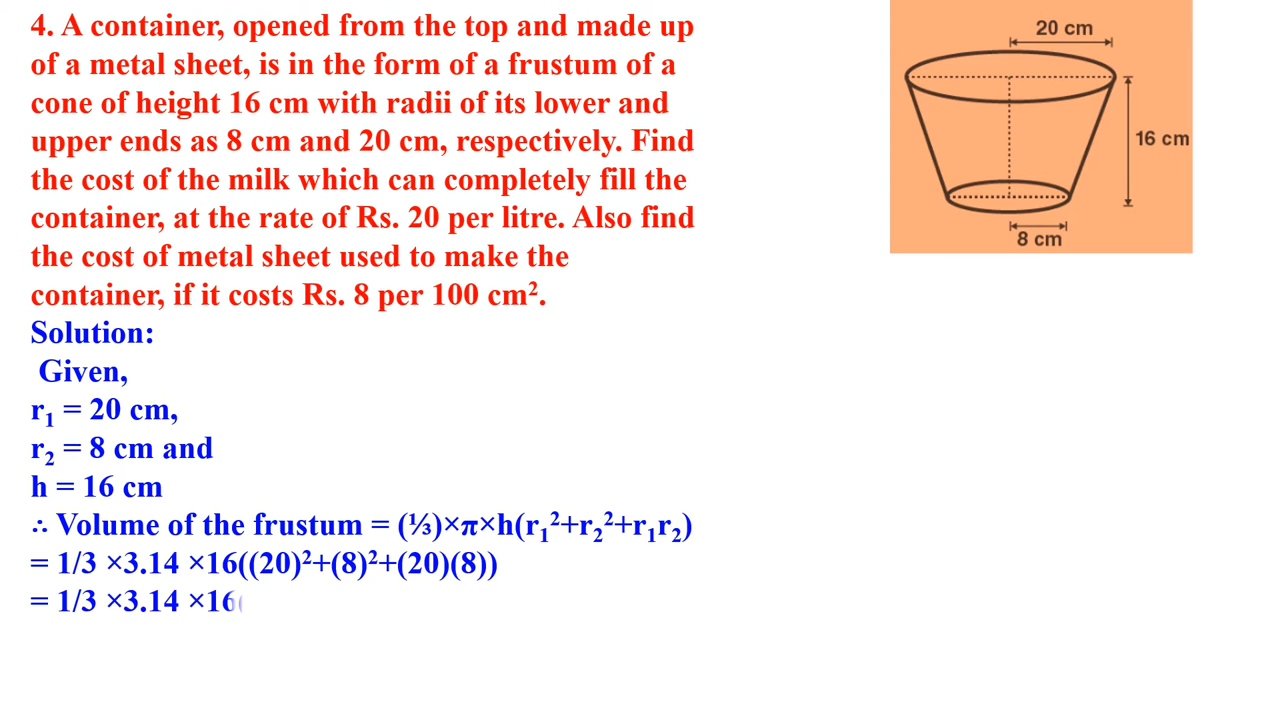 4. A container, opened from the top and made up
of a metal sheet, is in the form of a frustum of a
cone of height 16 cm with radii of its lower and
upper ends as 8 cm and 20 cm, respectively. Find
the cost of the milk which can completely fill the
container, at the rate of Rs. 20 per litre. Also find
the cost of metal sheet used to make the
container, if it costs Rs. 8 per 100 cm².
Solution:
Given,
r₁ = 20 cm,
r₂ = 8 cm and
h = 16 cm
∴ Volume of the frustum = (⅓)×π×h(r₁²+r₂²+r₁r₂)
= 1/3 ×3.14 ×16((20)²+(8)²+(20)(8))
= 1/3 ×3.14 ×16(
20 cm
16 cm
8 cm